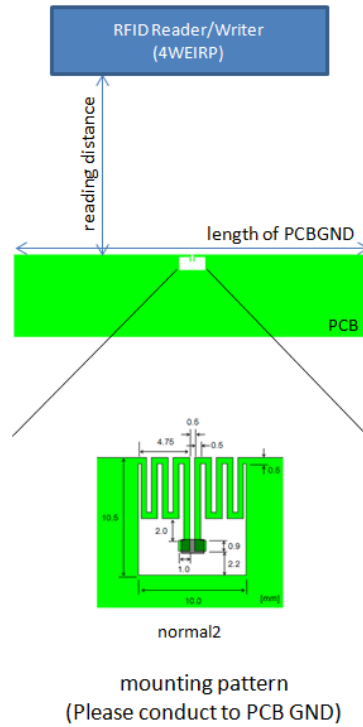 RFID Reader/Writer
(4WEIRP)
reading distance
length of PCBGND
PCB
0.5
4.75
0.5
0.5
10.5
2.0
0.9
1.0
2.2
10.0
[mm]
normal2
mounting pattern
(Please conduct to PCB GND)